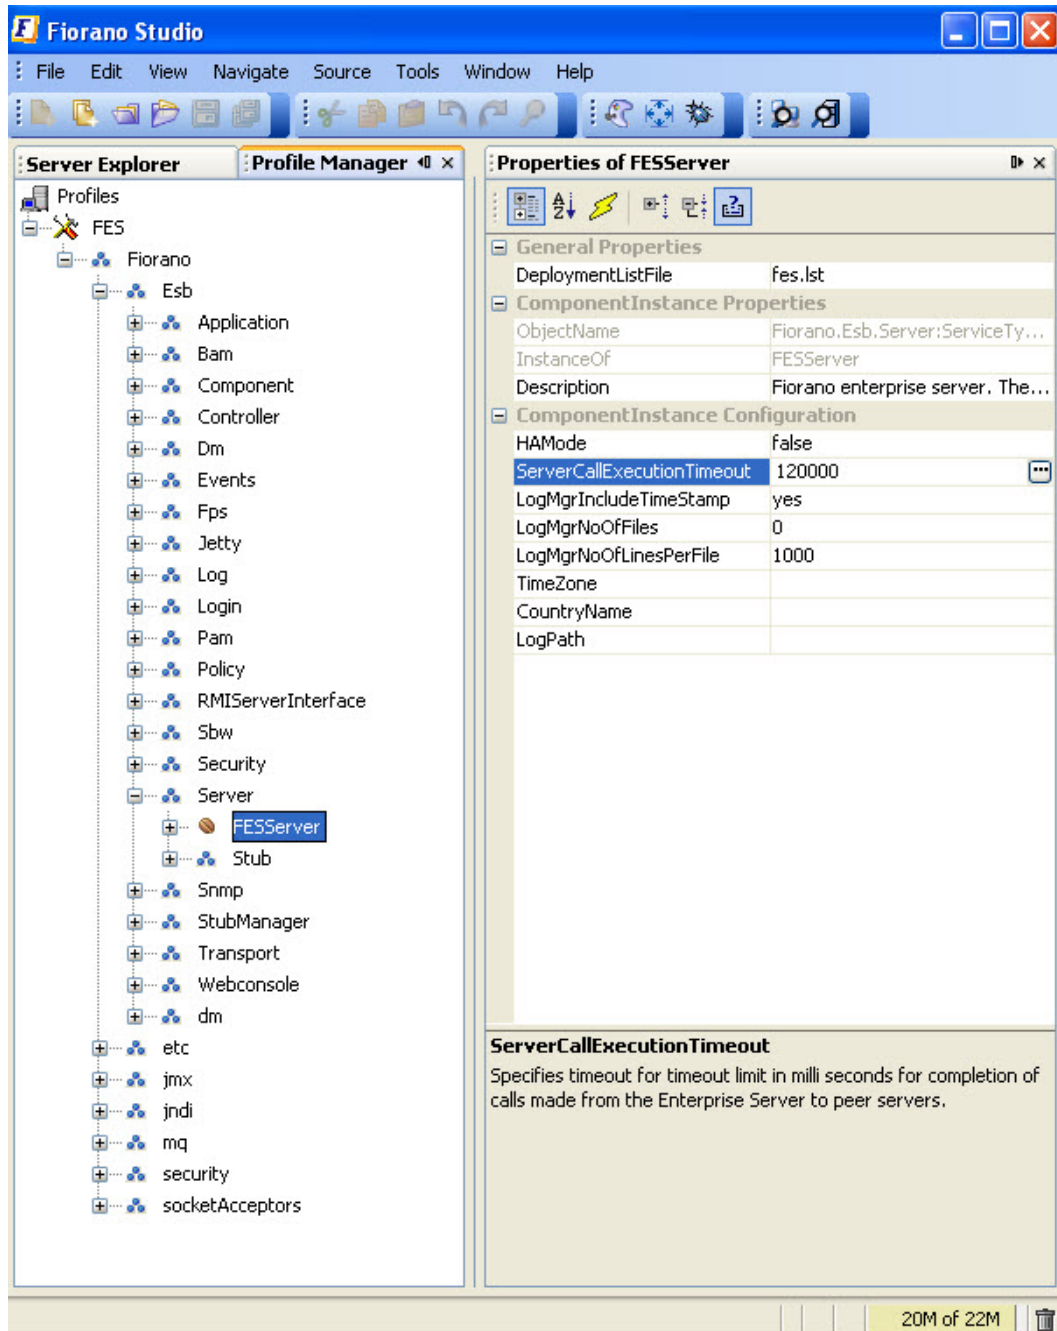 Fiorano Studio
File Edit View Navigate Source Tools Window Help
Server Explorer Profile Manager
Profiles
FES
Fiorano
Esb
Application
Bam
Component
Controller
Dm
Events
Fps
Jetty
Log
Login
Pam
Policy
RMIServerInterface
Sbw
Security
Server
FESServer
Stub
Snmp
StubManager
Transport
Webconsole
dm
etc
jmx
jndi
mq
security
socketAcceptors
Properties of FESServer
General Properties
DeploymentListFile fes.lst
ComponentInstance Properties
ObjectName Fiorano.Esb.Server:ServiceTy...
InstanceOf FESServer
Description Fiorano enterprise server. The...
ComponentInstance Configuration
HAMode false
ServerCallExecutionTimeout 120000
LogMgrIncludeTimeStamp yes
LogMgrNoOfFiles 0
LogMgrNoOfLinesPerFile 1000
TimeZone
CountryName
LogPath
ServerCallExecutionTimeout
Specifies timeout for timeout limit in milli seconds for completion of
calls made from the Enterprise Server to peer servers.
20M of 22M